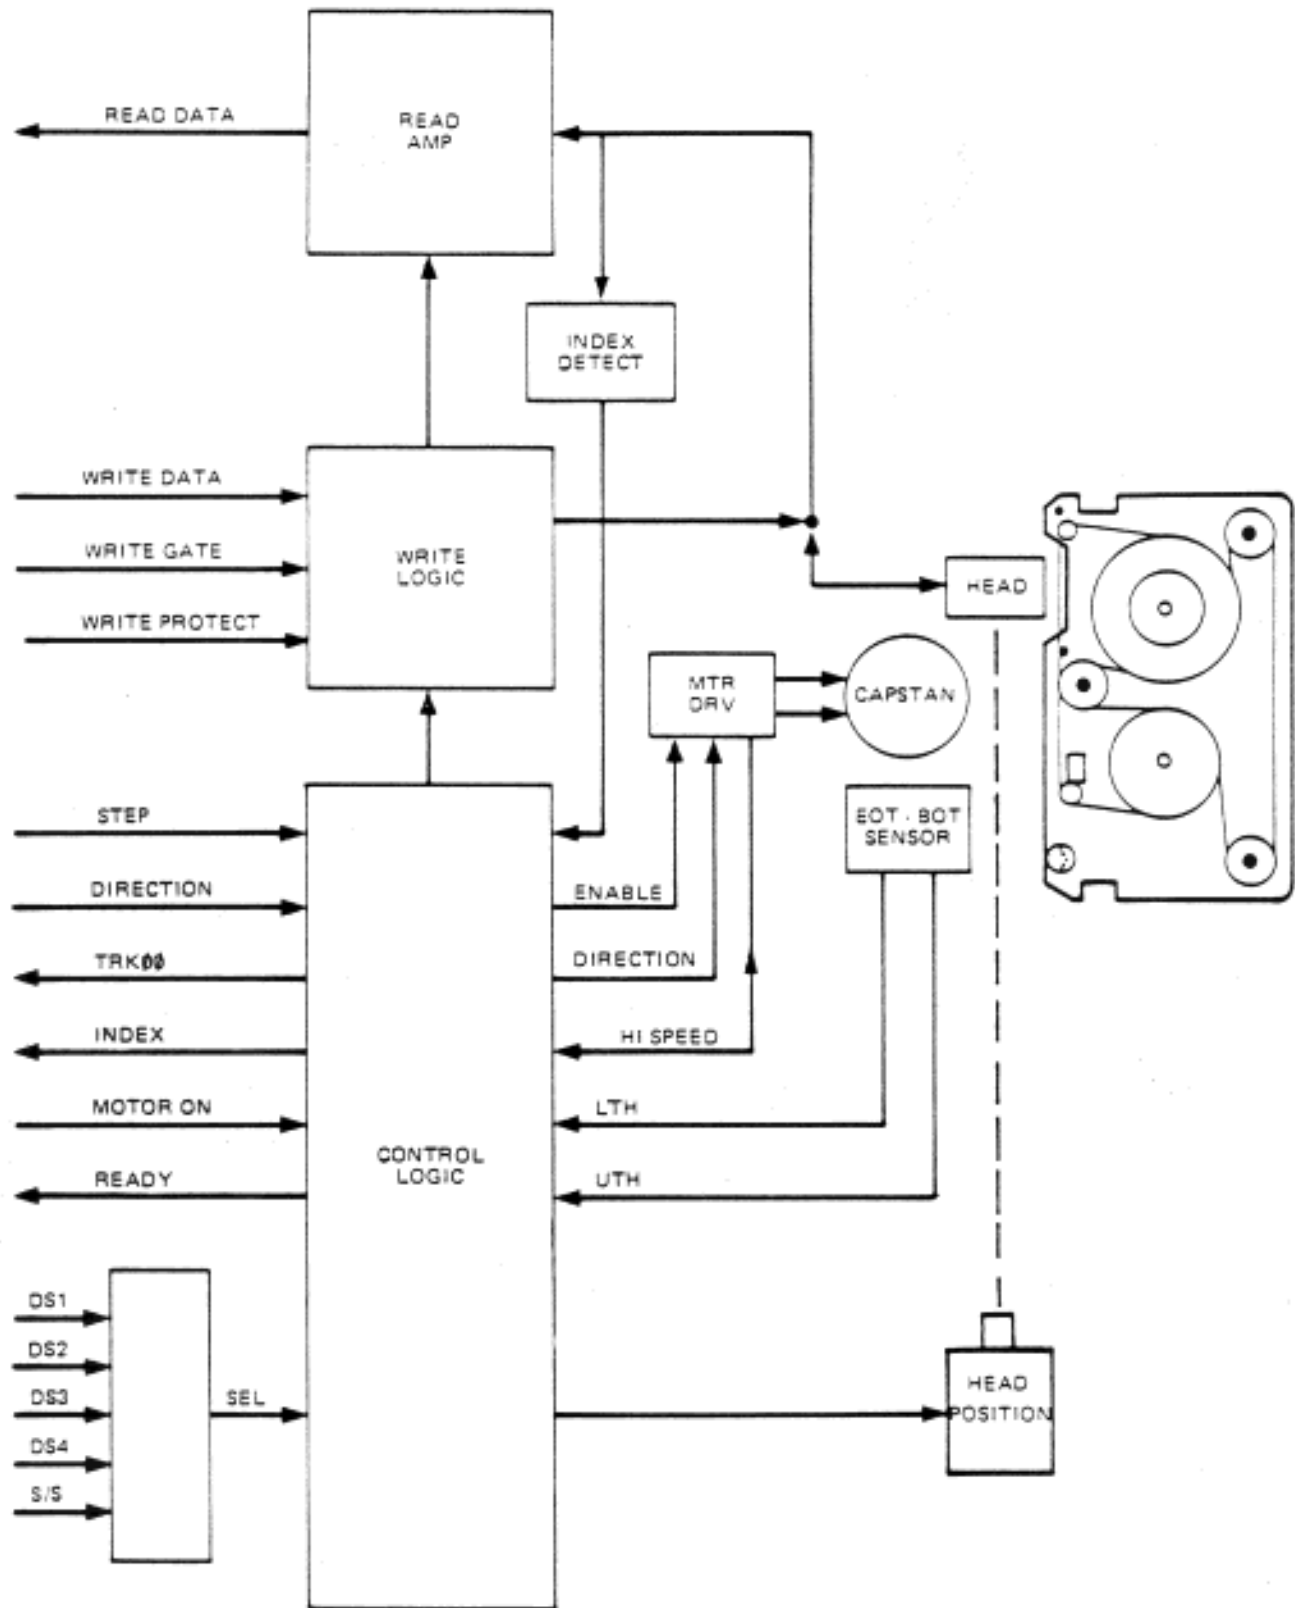 READ DATA
READ
AMP
INDEX
DETECT
WRITE DATA
WRITE GATE
WRITE PROTECT
WRITE
LOGIC
HEAD
MTR
DRV
CAPSTAN
EOT - BOT
SENSOR
STEP
DIRECTION
TRK00
INDEX
MOTOR ON
READY
ENABLE
DIRECTION
HI SPEED
LTH
UTH
CONTROL
LOGIC
DS1
DS2
DS3
DS4
S/S
SEL
HEAD
POSITION